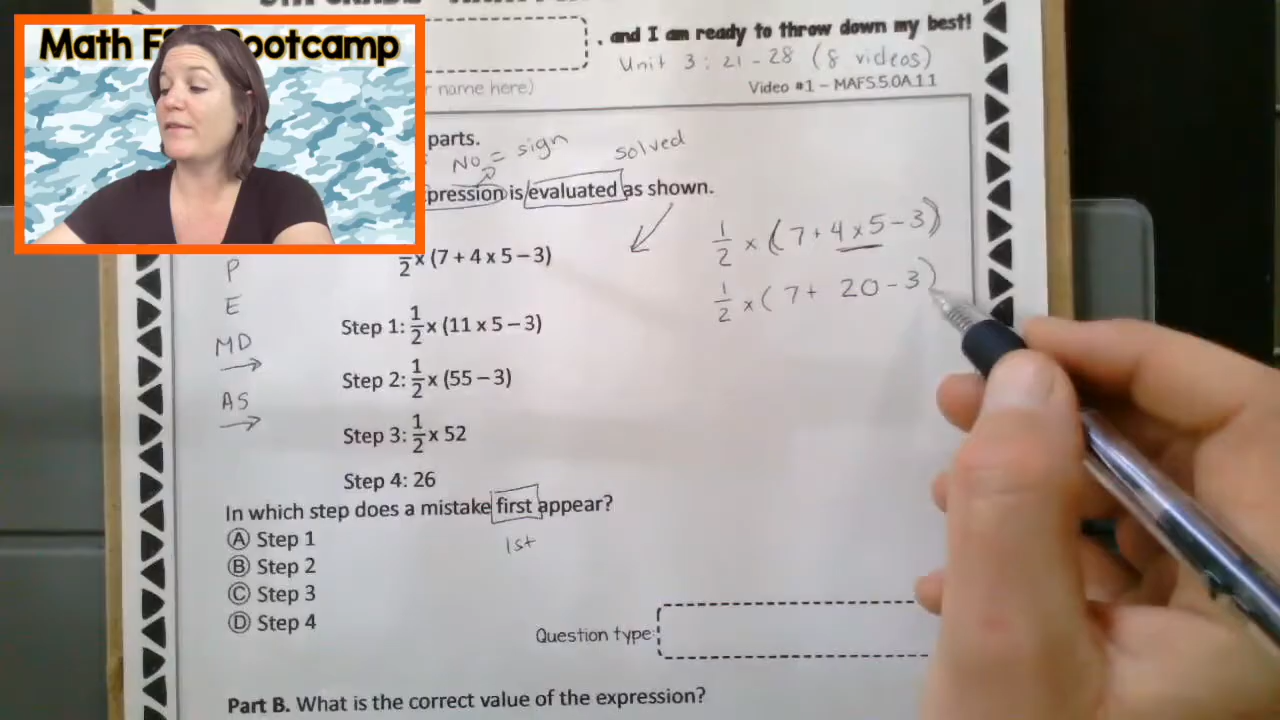 Math F Bootcamp
, and I am ready to throw down my best!
Unit 3: 21-28 (8 videos)
name here)
Video #1 – MAFS.5.OA.1.1
parts.
No = sign
solved
expression is evaluated as shown.
1/2 x (7 + 4 x 5 – 3)
1/2 x (7 + 4 x 5 – 3)
1/2 x (7 + 20 – 3)
P
E
MD
AS
Step 1: 1/2 x (11 x 5 – 3)
Step 2: 1/2 x (55 – 3)
Step 3: 1/2 x 52
Step 4: 26
In which step does a mistake first appear?
1st
A Step 1
B Step 2
C Step 3
D Step 4
Question type:
Part B. What is the correct value of the expression?